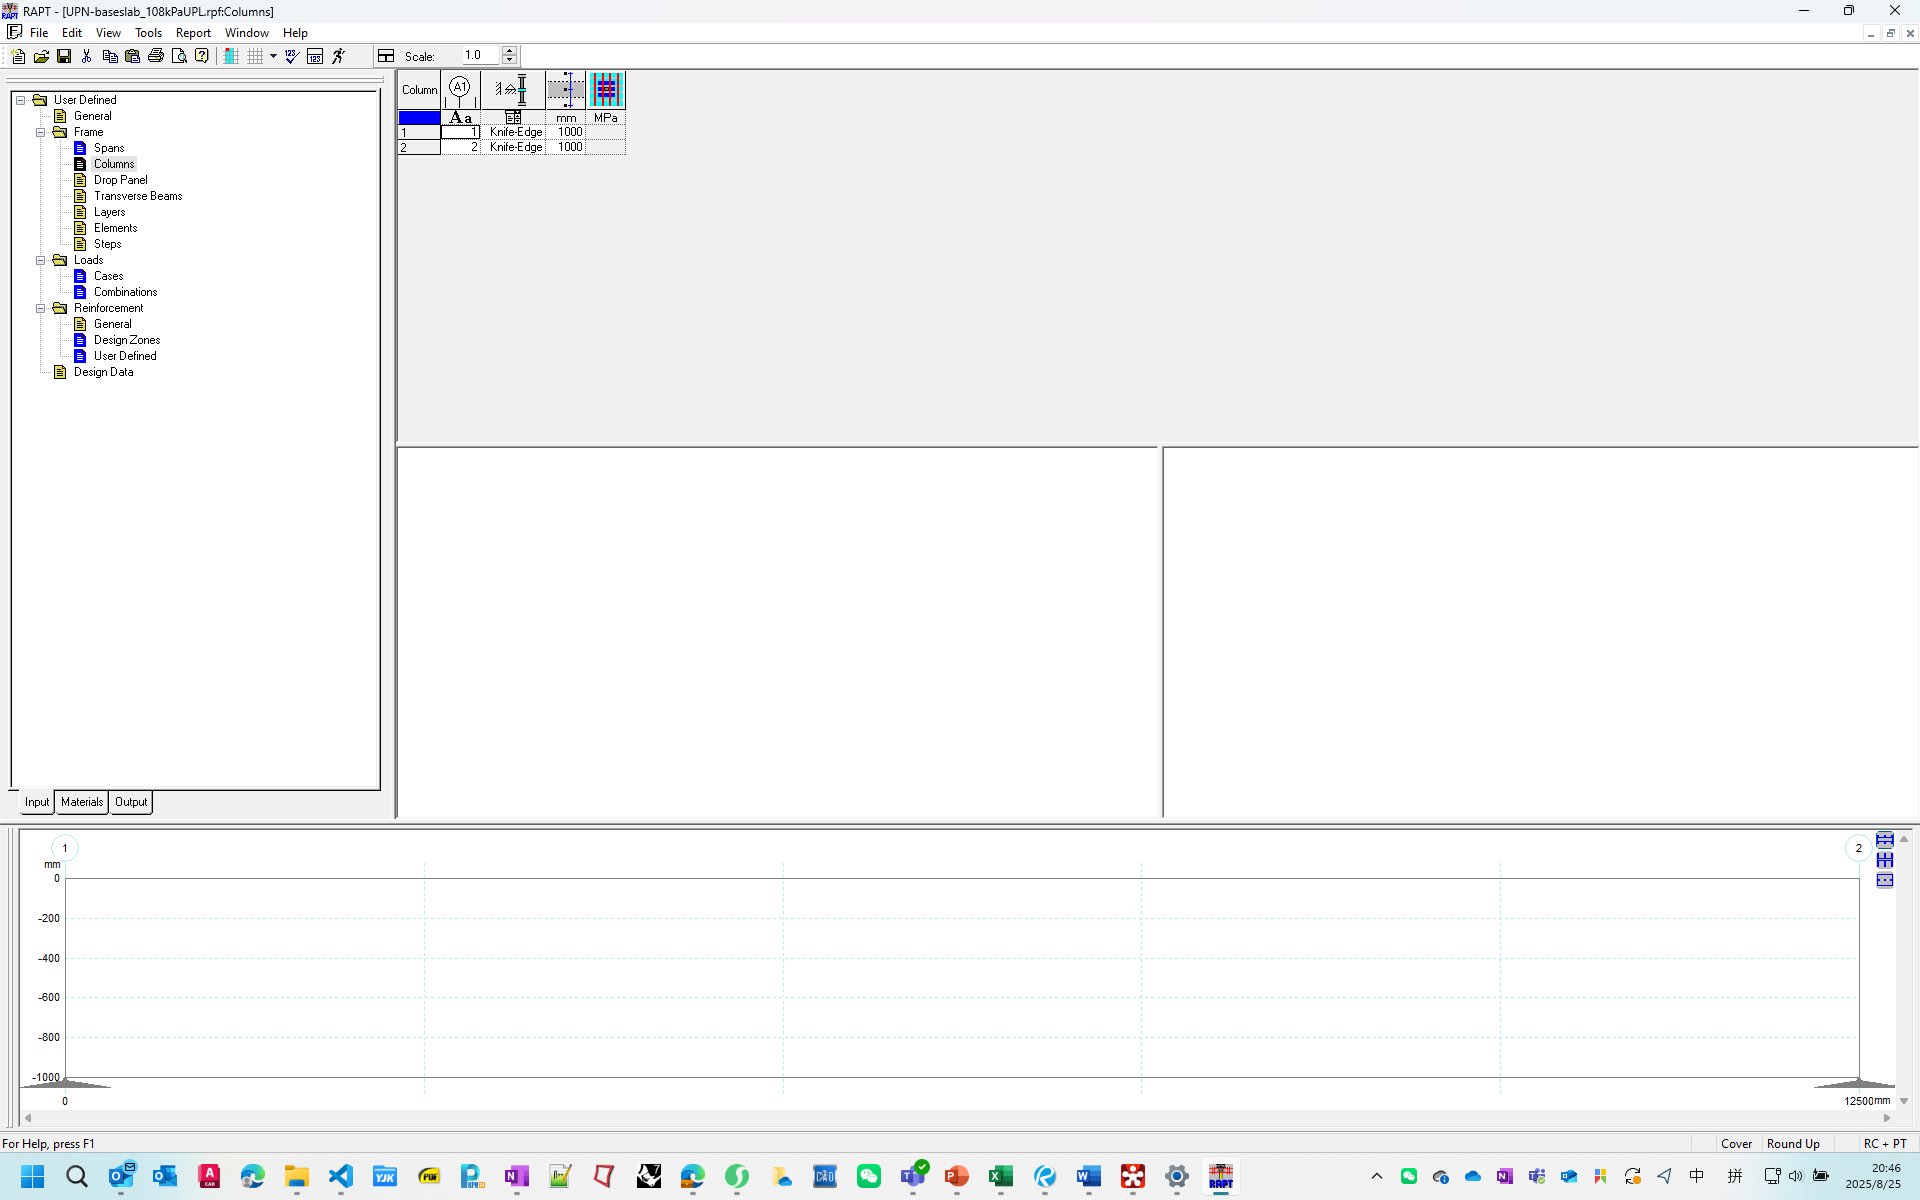 RAPT - [UPN-baseslab_108kPaUPL.rpf:Columns]
File Edit View Tools Report Window Help
Scale: 1.0
User Defined
General
Frame
Spans
Columns
Drop Panel
Transverse Beams
Layers
Elements
Steps
Loads
Cases
Combinations
Reinforcement
General
Design Zones
User Defined
Design Data
Input Materials Output
Column A1
Aa mm MPa
1 1 Knife-Edge 1000
2 2 Knife-Edge 1000
1 2
mm
0
-200
-400
-600
-800
-1000
0 12500mm
For Help, press F1 Cover Round Up RC + PT
中 拼 20:46
2025/8/25